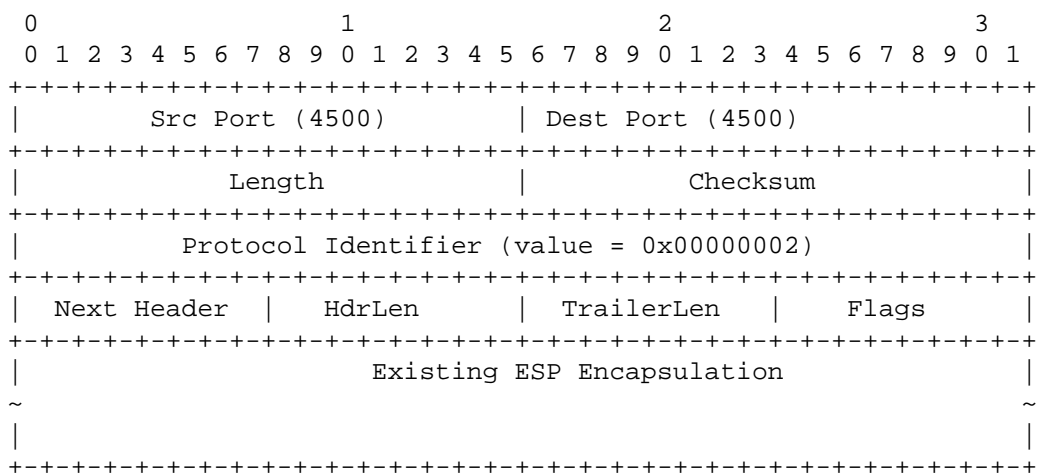 0                   1                   2                   3
 0 1 2 3 4 5 6 7 8 9 0 1 2 3 4 5 6 7 8 9 0 1 2 3 4 5 6 7 8 9 0 1
+-+-+-+-+-+-+-+-+-+-+-+-+-+-+-+-+-+-+-+-+-+-+-+-+-+-+-+-+-+-+-+-+
|        Src Port (4500)        | Dest Port (4500)              |
+-+-+-+-+-+-+-+-+-+-+-+-+-+-+-+-+-+-+-+-+-+-+-+-+-+-+-+-+-+-+-+-+
|             Length            |          Checksum             |
+-+-+-+-+-+-+-+-+-+-+-+-+-+-+-+-+-+-+-+-+-+-+-+-+-+-+-+-+-+-+-+-+
|          Protocol Identifier (value = 0x00000002)             |
+-+-+-+-+-+-+-+-+-+-+-+-+-+-+-+-+-+-+-+-+-+-+-+-+-+-+-+-+-+-+-+-+
|  Next Header  |   HdrLen      |  TrailerLen   |    Flags      |
+-+-+-+-+-+-+-+-+-+-+-+-+-+-+-+-+-+-+-+-+-+-+-+-+-+-+-+-+-+-+-+-+
|                      Existing ESP Encapsulation               |
~                                                               ~
|                                                               |
+-+-+-+-+-+-+-+-+-+-+-+-+-+-+-+-+-+-+-+-+-+-+-+-+-+-+-+-+-+-+-+-+